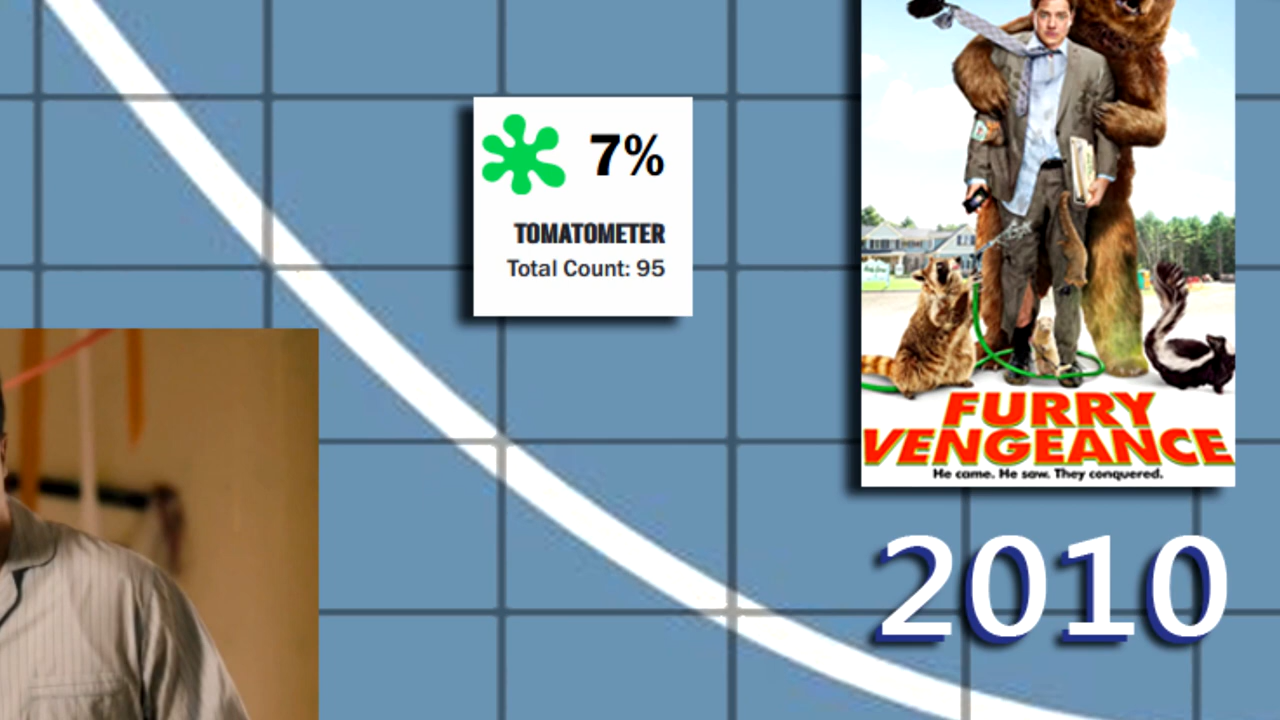 7%
TOMATOMETER
Total Count: 95
FURRY
VENGEANCE
He came. He saw. They conquered.
2010